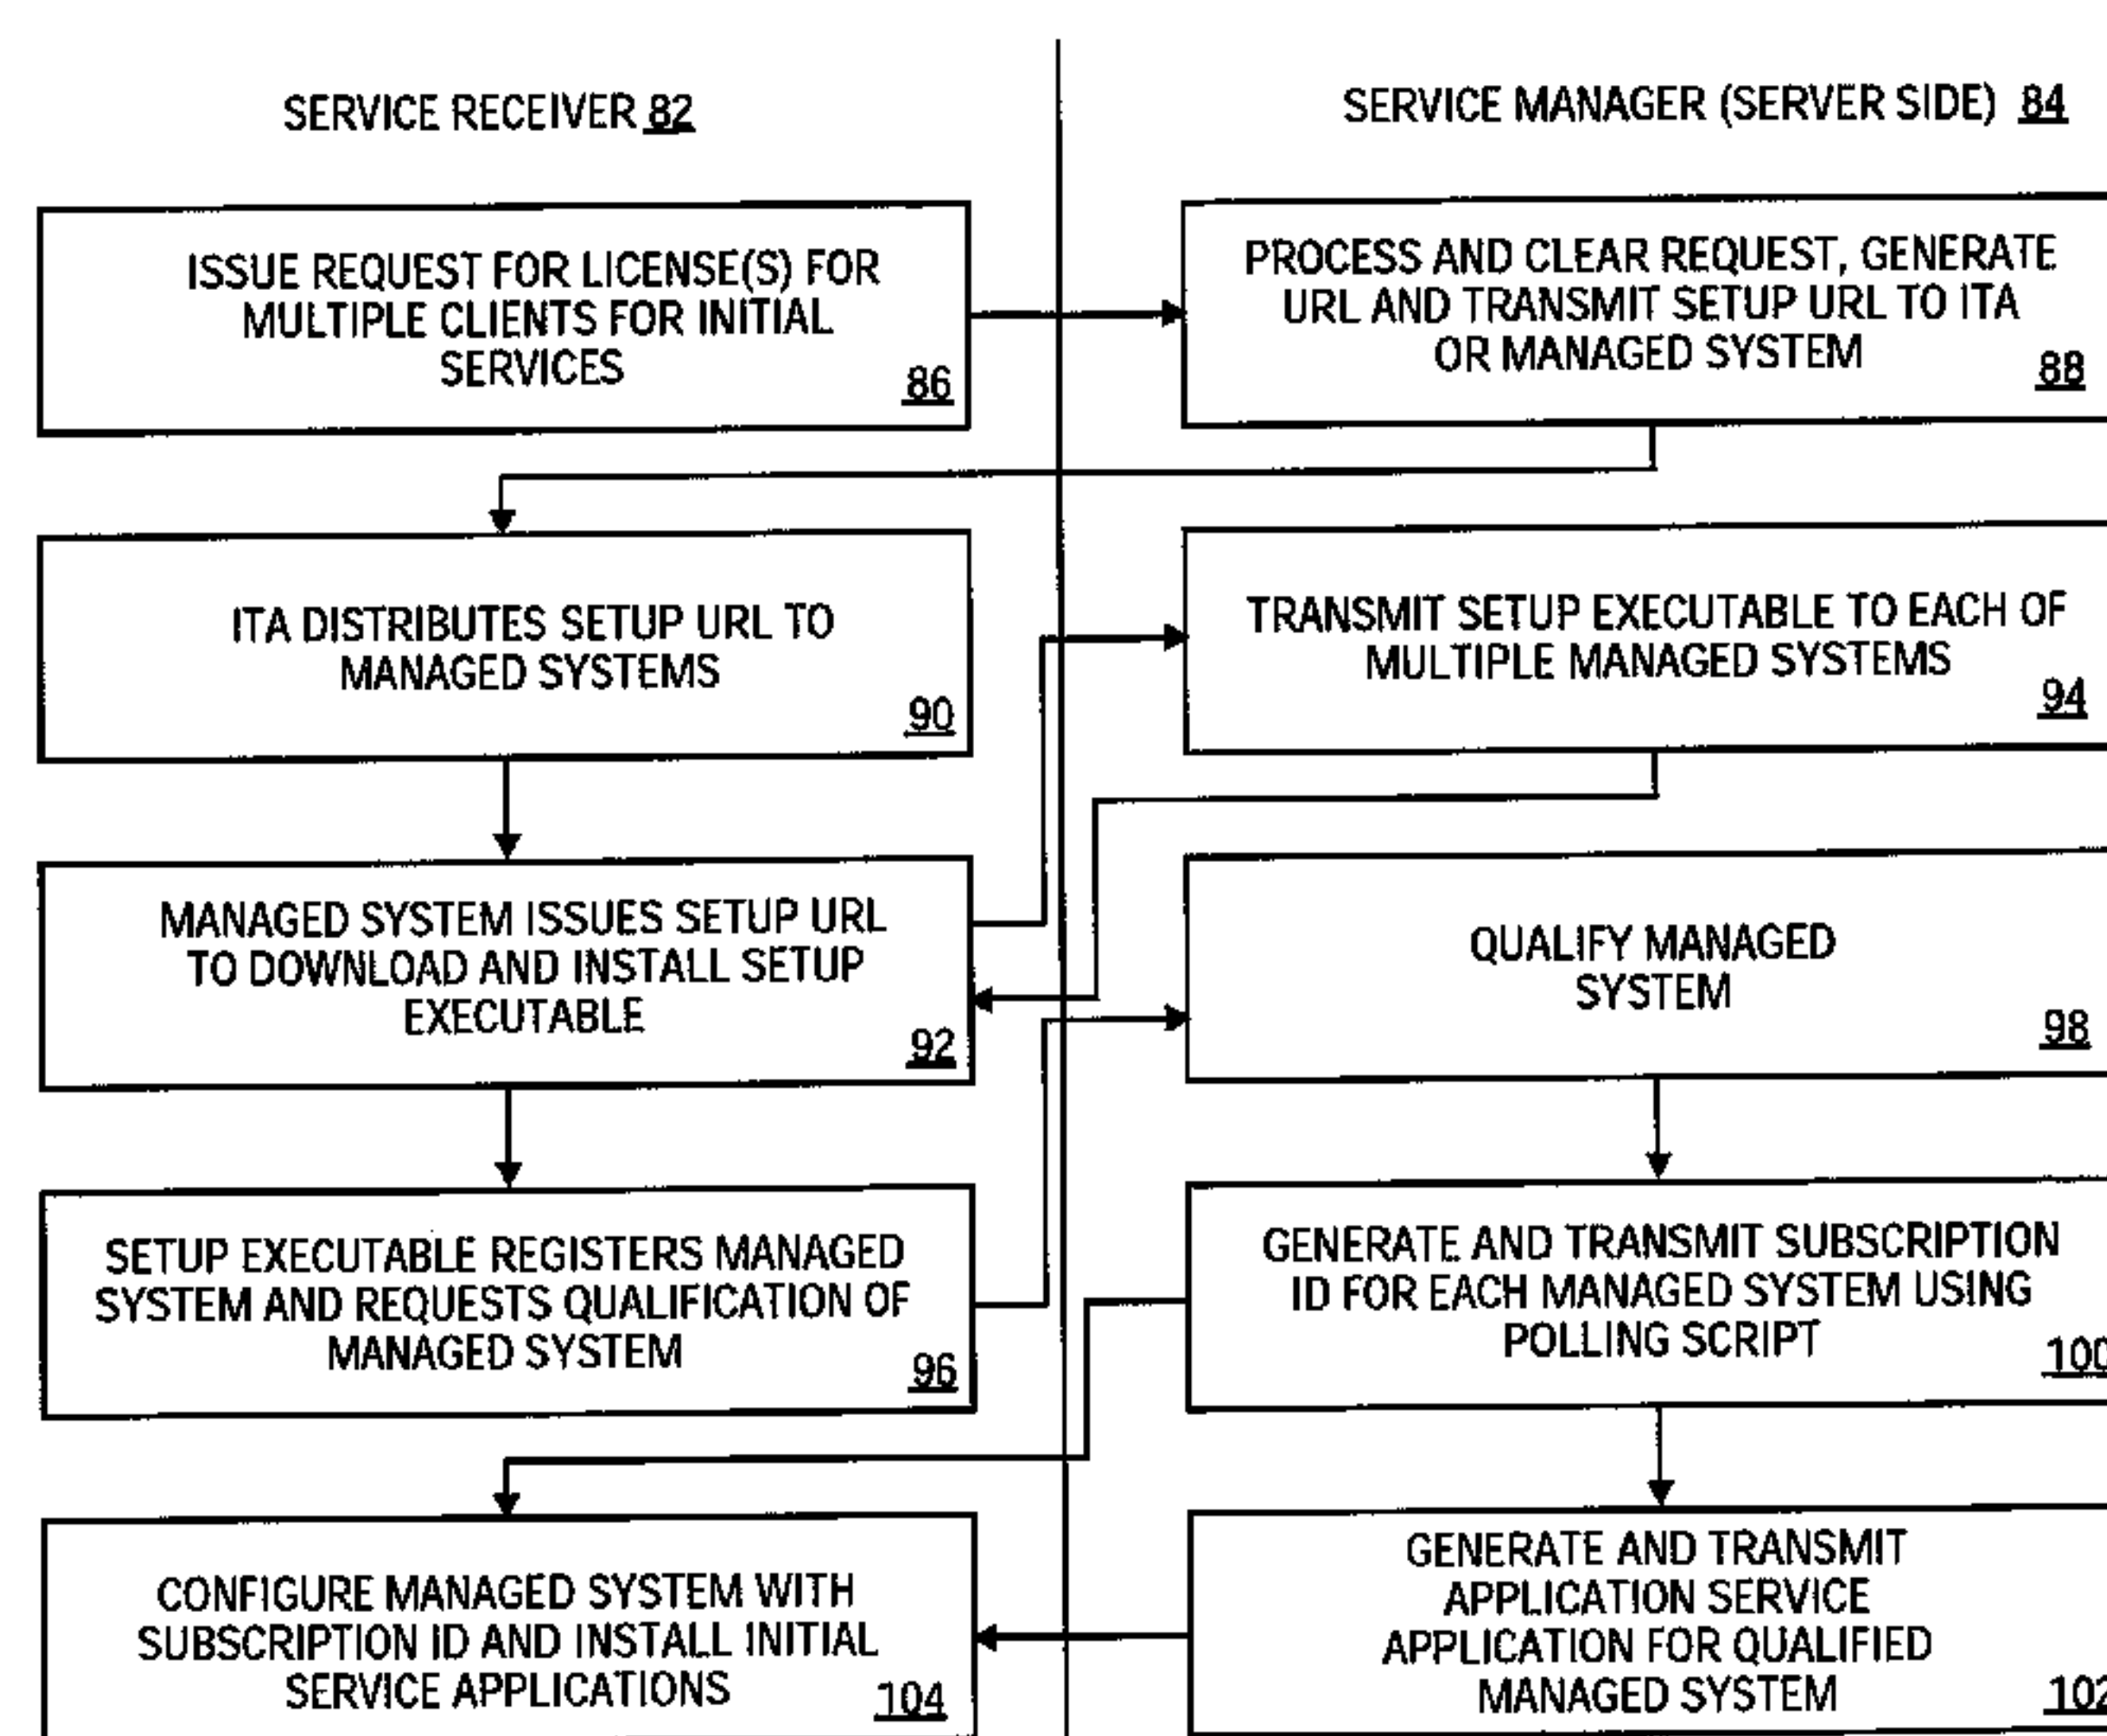 SERVICE RECEIVER 82
SERVICE MANAGER (SERVER SIDE) 84
ISSUE REQUEST FOR LICENSE(S) FOR
MULTIPLE CLIENTS FOR INITIAL
SERVICES
86
PROCESS AND CLEAR REQUEST, GENERATE
URL AND TRANSMIT SETUP URL TO ITA
OR MANAGED SYSTEM
88
ITA DISTRIBUTES SETUP URL TO
MANAGED SYSTEMS
90
TRANSMIT SETUP EXECUTABLE TO EACH OF
MULTIPLE MANAGED SYSTEMS
94
MANAGED SYSTEM ISSUES SETUP URL
TO DOWNLOAD AND INSTALL SETUP
EXECUTABLE
92
QUALIFY MANAGED
SYSTEM
98
SETUP EXECUTABLE REGISTERS MANAGED
SYSTEM AND REQUESTS QUALIFICATION OF
MANAGED SYSTEM
96
GENERATE AND TRANSMIT SUBSCRIPTION
ID FOR EACH MANAGED SYSTEM USING
POLLING SCRIPT
100
CONFIGURE MANAGED SYSTEM WITH
SUBSCRIPTION ID AND INSTALL INITIAL
SERVICE APPLICATIONS
104
GENERATE AND TRANSMIT
APPLICATION SERVICE
APPLICATION FOR QUALIFIED
MANAGED SYSTEM
102